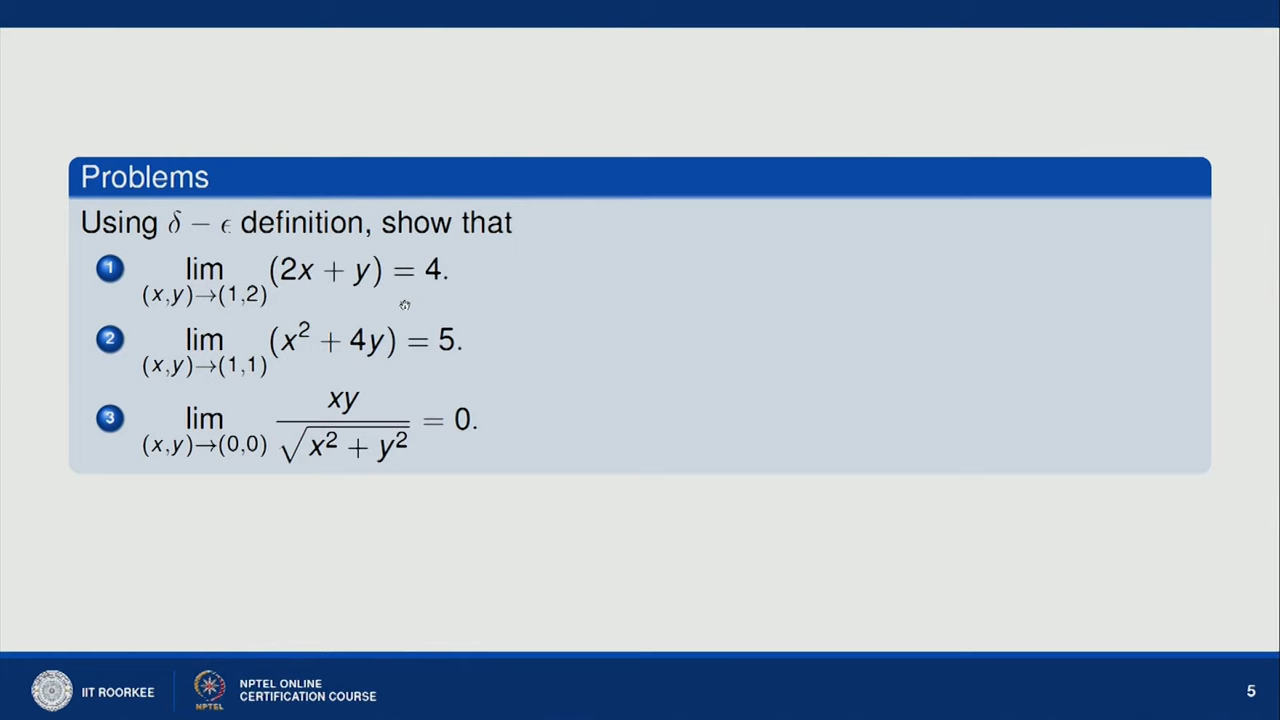 Problems
Using δ − ϵ definition, show that
1 lim (2x + y) = 4.
(x,y)→(1,2)
2 lim (x² + 4y) = 5.
(x,y)→(1,1)
3 lim xy / √(x² + y²) = 0.
(x,y)→(0,0)
IIT ROORKEE
NPTEL
NPTEL ONLINE
CERTIFICATION COURSE
5